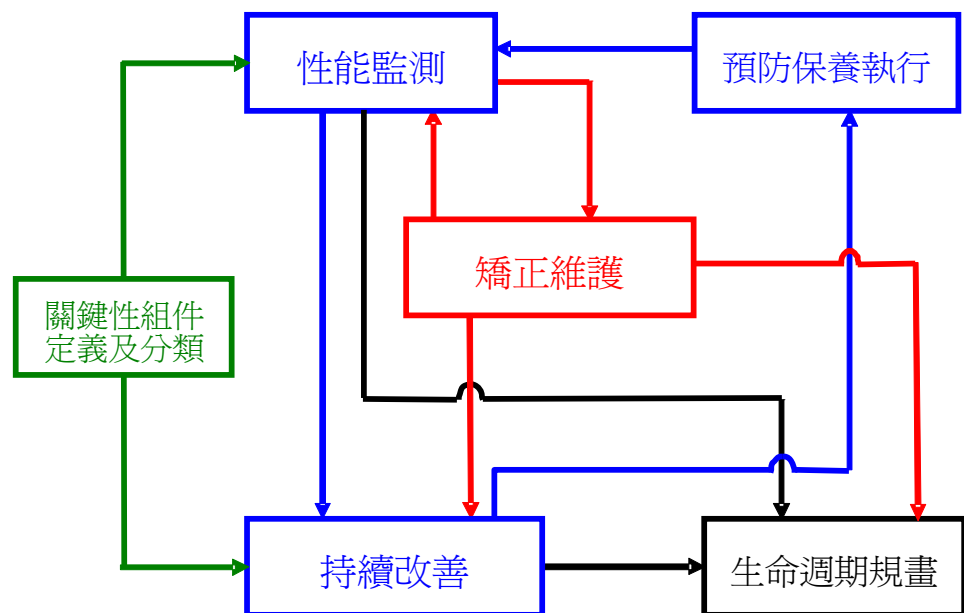 性能監測
預防保養執行
矯正維護
關鍵性組件
定義及分類
持續改善
生命週期規畫